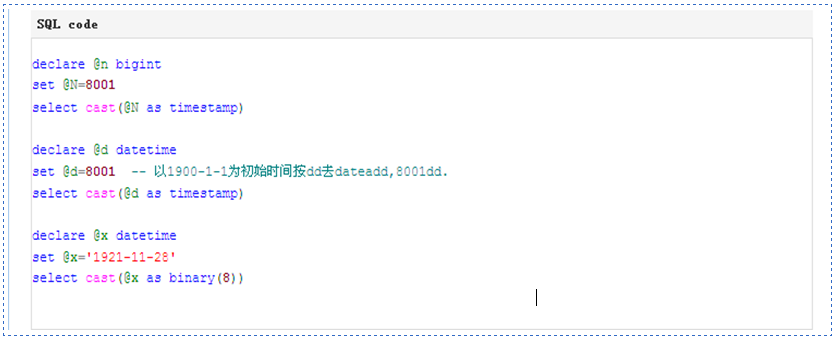 SQL code
declare @n bigint
set @N=8001
select cast(@N as timestamp)
declare @d datetime
set @d=8001  -- 以1900-1-1为初始时间按dd去dateadd,8001dd.
select cast(@d as timestamp)
declare @x datetime
set @x='1921-11-28'
select cast(@x as binary(8))